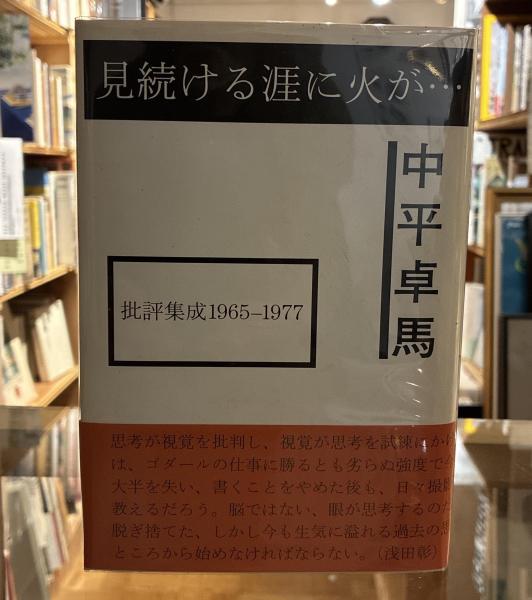 見続ける涯に火が…
中平卓馬
批評集成1965–1977
思考が視覚を批判し、視覚が思考を試練にかけ
は、ゴダールの仕事に勝るとも劣らぬ強度で
大半を失い、書くことをやめた後も、日々撮影
教えるだろう。脳ではない、眼が思考するのだ
脱ぎ捨てた、しかし今も生気に溢れる過去の思
ところから始めなければならない。（浅田彰）